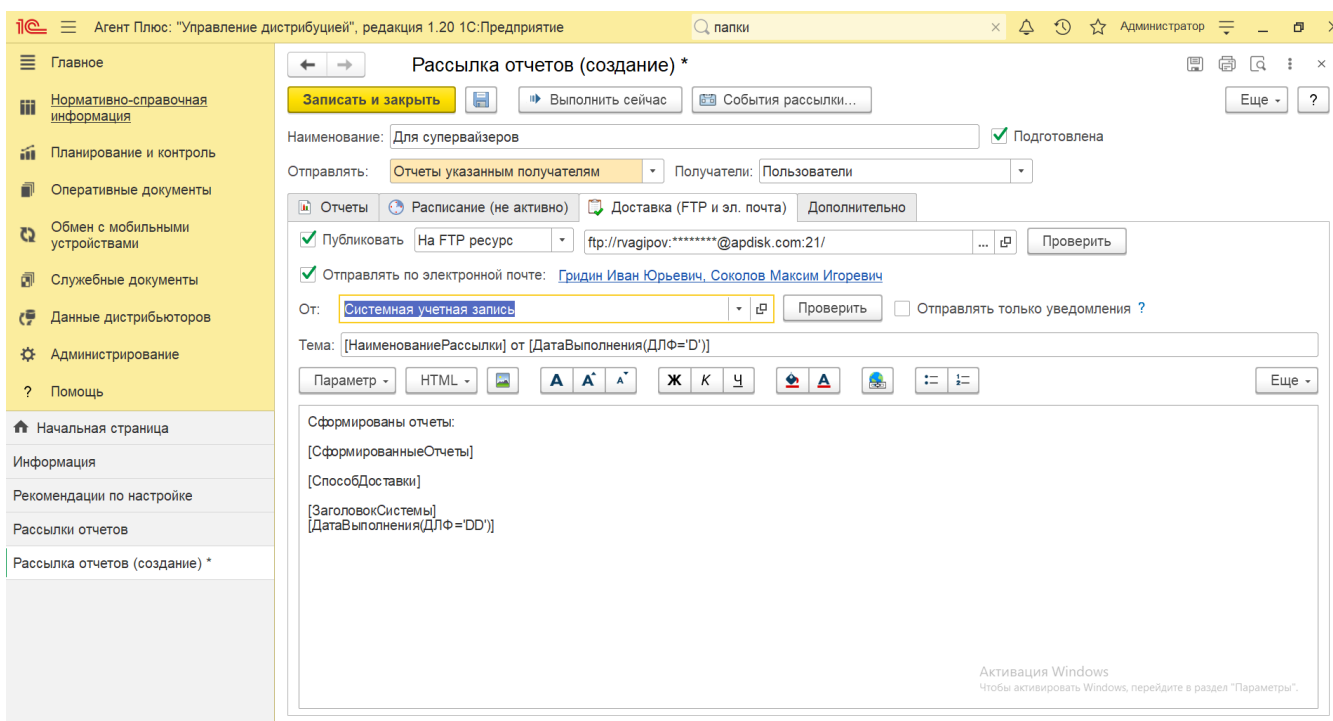 1С Агент Плюс: "Управление дистрибуцией", редакция 1.20 1С:Предприятие папки Администратор
Главное
Нормативно-справочная
информация
Планирование и контроль
Оперативные документы
Обмен с мобильными
устройствами
Служебные документы
Данные дистрибьюторов
Администрирование
? Помощь
Начальная страница
Информация
Рекомендации по настройке
Рассылки отчетов
Рассылка отчетов (создание) *
Рассылка отчетов (создание) *
Записать и закрыть Выполнить сейчас События рассылки... Еще ?
Наименование: Для супервайзеров Подготовлена
Отправлять: Отчеты указанным получателям Получатели: Пользователи
Отчеты Расписание (не активно) Доставка (FTP и эл. почта) Дополнительно
Публиковать На FTP ресурс ftp://rvagipov:********@apdisk.com:21/ ... Проверить
Отправлять по электронной почте: Гридин Иван Юрьевич, Соколов Максим Игоревич
От: Системная учетная запись Проверить Отправлять только уведомления ?
Тема: [НаименованиеРассылки] от [ДатаВыполнения(ДЛФ='D')]
Параметр HTML A A A Ж К Ч A Еще
Сформированы отчеты:
[СформированныеОтчеты]
[СпособДоставки]
[ЗаголовокСистемы]
[ДатаВыполнения(ДЛФ='DD')]
Активация Windows
Чтобы активировать Windows, перейдите в раздел "Параметры".